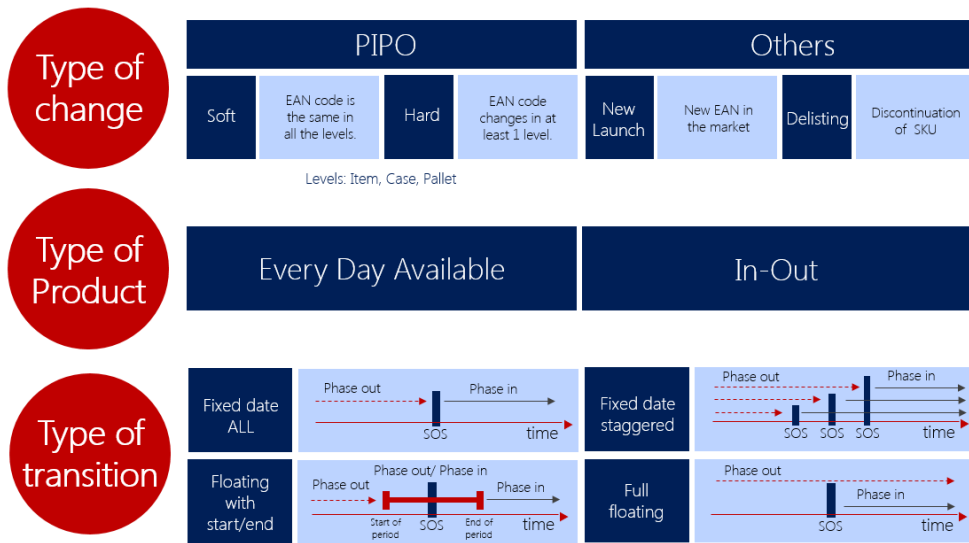 Type of
change
PIPO
Others
Soft
EAN code is
the same in
all the levels.
Hard
EAN code
changes in at
least 1 level.
New
Launch
New EAN in
the market
Delisting
Discontinuation
of SKU
Levels: Item, Case, Pallet
Type of
Product
Every Day Available
In-Out
Type of
transition
Fixed date
ALL
Phase out
Phase in
SOS
time
Fixed date
staggered
Phase out
Phase in
SOS
SOS
SOS
time
Floating
with
start/end
Phase out/ Phase in
Phase out
Phase in
Start of
period
SOS
End of
period
time
Full
floating
Phase out
Phase in
SOS
time